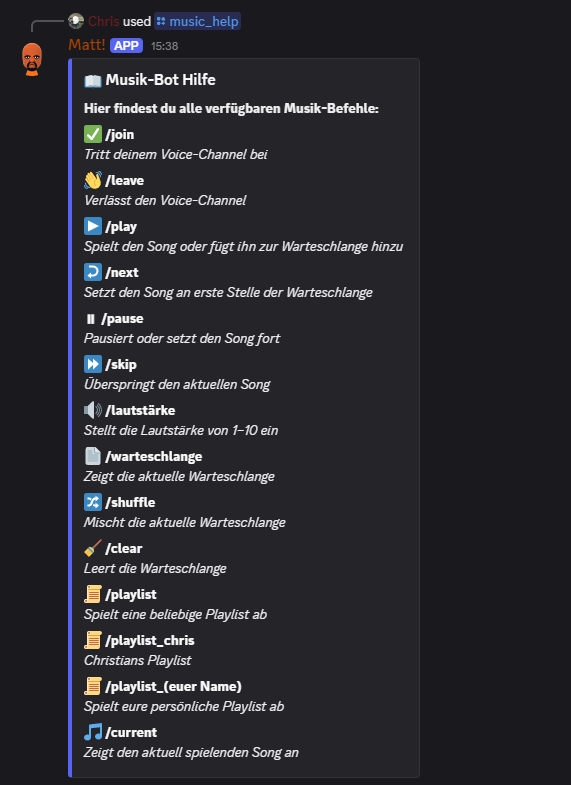 Chris used music_help
Matt! APP 15:38
Musik-Bot Hilfe
Hier findest du alle verfügbaren Musik-Befehle:
/join
Tritt deinem Voice-Channel bei
/leave
Verlässt den Voice-Channel
/play
Spielt den Song oder fügt ihn zur Warteschlange hinzu
/next
Setzt den Song an erste Stelle der Warteschlange
/pause
Pausiert oder setzt den Song fort
/skip
Überspringt den aktuellen Song
/lautstärke
Stellt die Lautstärke von 1–10 ein
/warteschlange
Zeigt die aktuelle Warteschlange
/shuffle
Mischt die aktuelle Warteschlange
/clear
Leert die Warteschlange
/playlist
Spielt eine beliebige Playlist ab
/playlist_chris
Christians Playlist
/playlist_(euer Name)
Spielt eure persönliche Playlist ab
/current
Zeigt den aktuell spielenden Song an